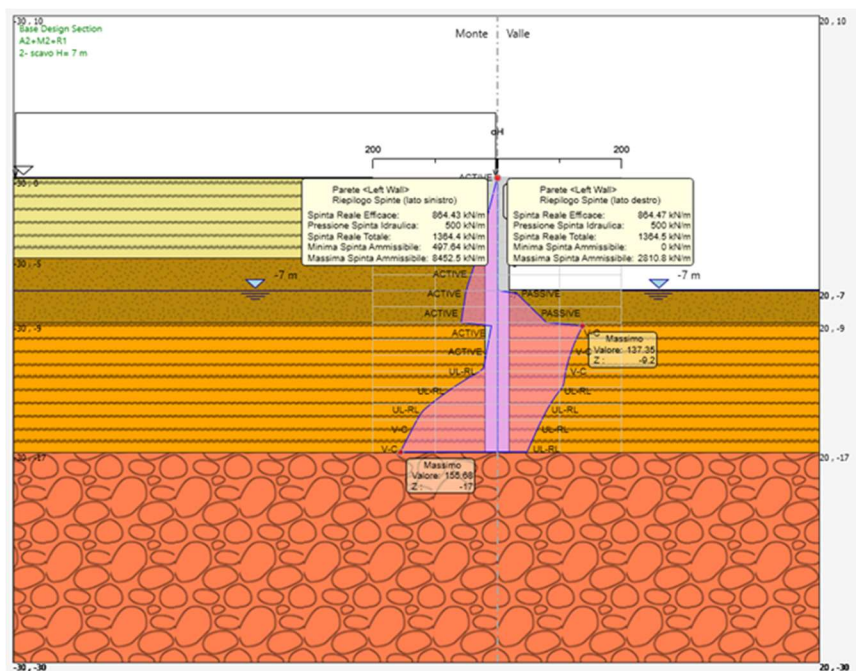 -30, 10
20, 10
Base Design Section
A2+M2+R1
2- scavo H= 7 m
Monte
Valle
σH
200
200
ACTIVE
-30, 0
Parete <Left Wall>
Riepilogo Spinte (lato sinistro)
Spinta Reale Efficace: 864.43 kN/m
Pressione Spinta Idraulica: 500 kN/m
Spinta Reale Totale: 1364.4 kN/m
Minima Spinta Ammissibile: 497.64 kN/m
Massima Spinta Ammissibile: 8452.5 kN/m
Parete <Left Wall>
Riepilogo Spinte (lato destro)
Spinta Reale Efficace: 864.47 kN/m
Pressione Spinta Idraulica: 500 kN/m
Spinta Reale Totale: 1364.5 kN/m
Minima Spinta Ammissibile: 0 kN/m
Massima Spinta Ammissibile: 2810.8 kN/m
-30, -5
ACTIVE
-7 m
-7 m
ACTIVE
PASSIVE
20, -7
ACTIVE
PASSIVE
-30, -9
20, -9
ACTIVE
V-C
Massimo
Valore: 137.35
Z : -9.2
ACTIVE
V-C
UL-RL
V-C
UL-RL
UL-RL
UL-RL
UL-RL
V-C
UL-RL
V-C
UL-RL
-30, -17
20, -17
Massimo
Valore: 155.68
Z : -17
-30, -30
20, -30